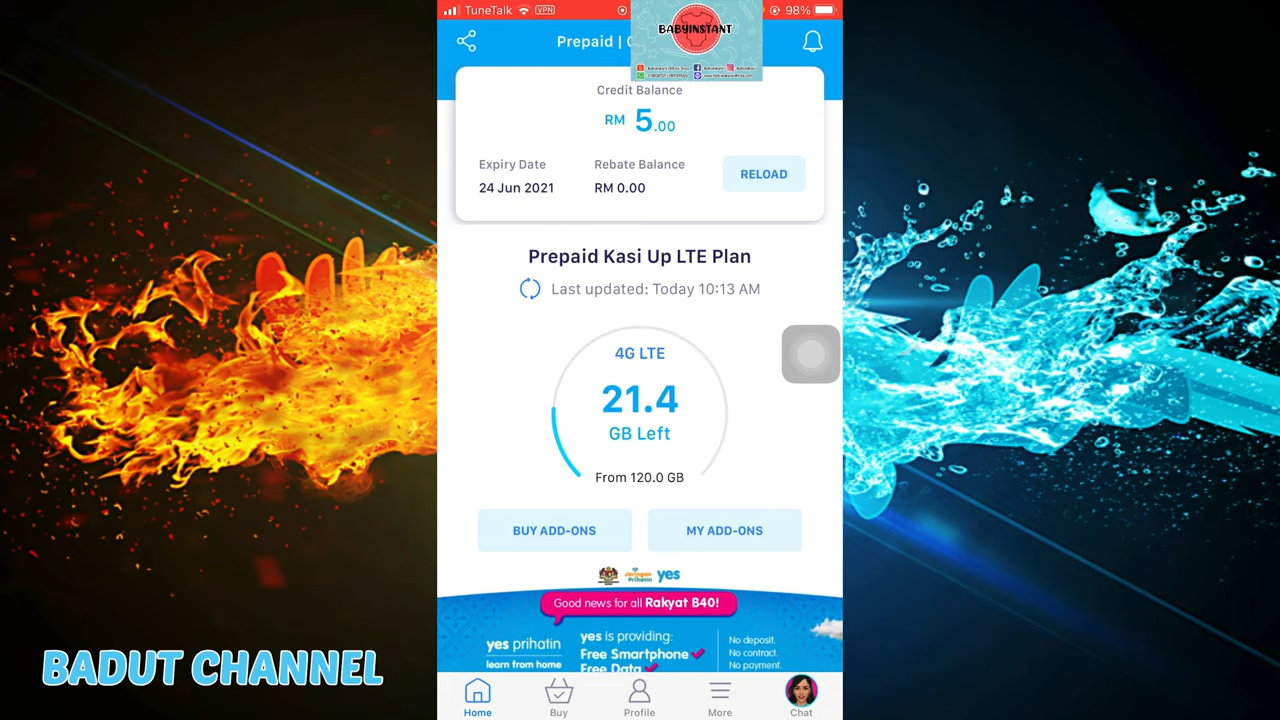 TuneTalk VPN 98%
Prepaid |
BABYINSTANT
Credit Balance
RM 5.00
Expiry Date
Rebate Balance
24 Jun 2021
RM 0.00
RELOAD
Prepaid Kasi Up LTE Plan
Last updated: Today 10:13 AM
4G LTE
21.4
GB Left
From 120.0 GB
BUY ADD-ONS
MY ADD-ONS
Jaringan
Prihatin
yes
Good news for all Rakyat B40!
yes prihatin
learn from home
yes is providing:
Free Smartphone
Free Data
No deposit.
No contract.
No payment.
Home
Buy
Profile
More
Chat
BADUT CHANNEL